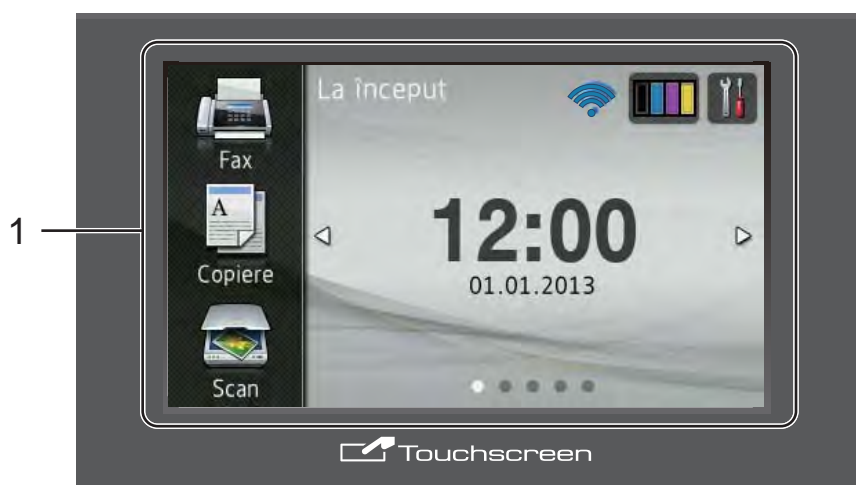 La început
Fax
A
12:00
1
Copiere
01.01.2013
Scan
Touchscreen